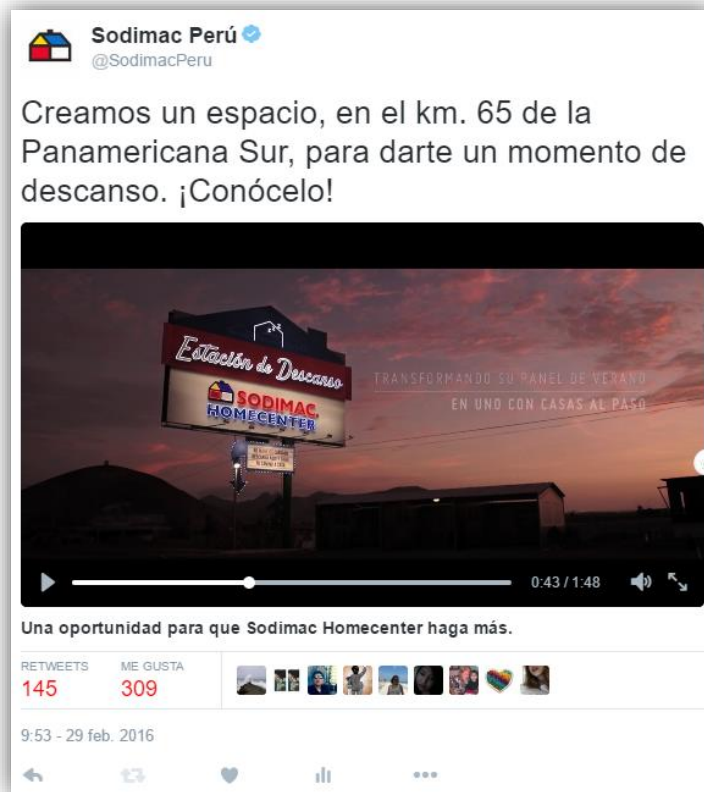 Sodimac Perú
@SodimacPeru
Creamos un espacio, en el km. 65 de la
Panamericana Sur, para darte un momento de
descanso. ¡Conócelo!
Estación de Descanso
SODIMAC
HOMECENTER
TRANSFORMANDO SU PANEL DE VERANO
EN UNO CON CASAS AL PASO
0:43 / 1:48
Una oportunidad para que Sodimac Homecenter haga más.
RETWEETS ME GUSTA
145 309
9:53 - 29 feb. 2016